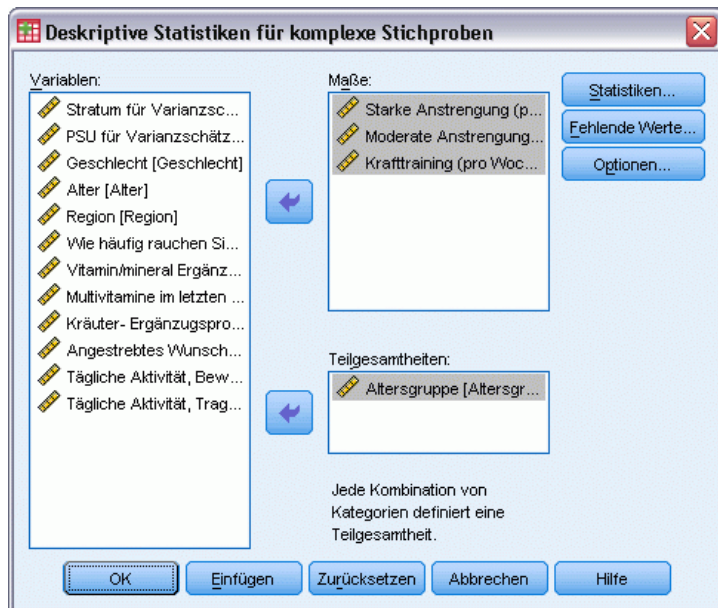 Deskriptive Statistiken für komplexe Stichproben
Variablen:
Stratum für Varianzsc...
PSU für Varianzschätz...
Geschlecht [Geschlecht]
Alter [Alter]
Region [Region]
Wie häufig rauchen Si...
Vitamin/mineral Ergänz...
Multivitamine im letzten ...
Kräuter- Ergänzugspro...
Angestrebtes Wunsch...
Tägliche Aktivität, Bew...
Tägliche Aktivität, Trag...
Maße:
Starke Anstrengung (p...
Moderate Anstrengung...
Krafttraining (pro Woc...
Teilgesamtheiten:
Altersgruppe [Altersgr...
Jede Kombination von
Kategorien definiert eine
Teilgesamtheit.
Statistiken...
Fehlende Werte...
Optionen...
OK
Einfügen
Zurücksetzen
Abbrechen
Hilfe